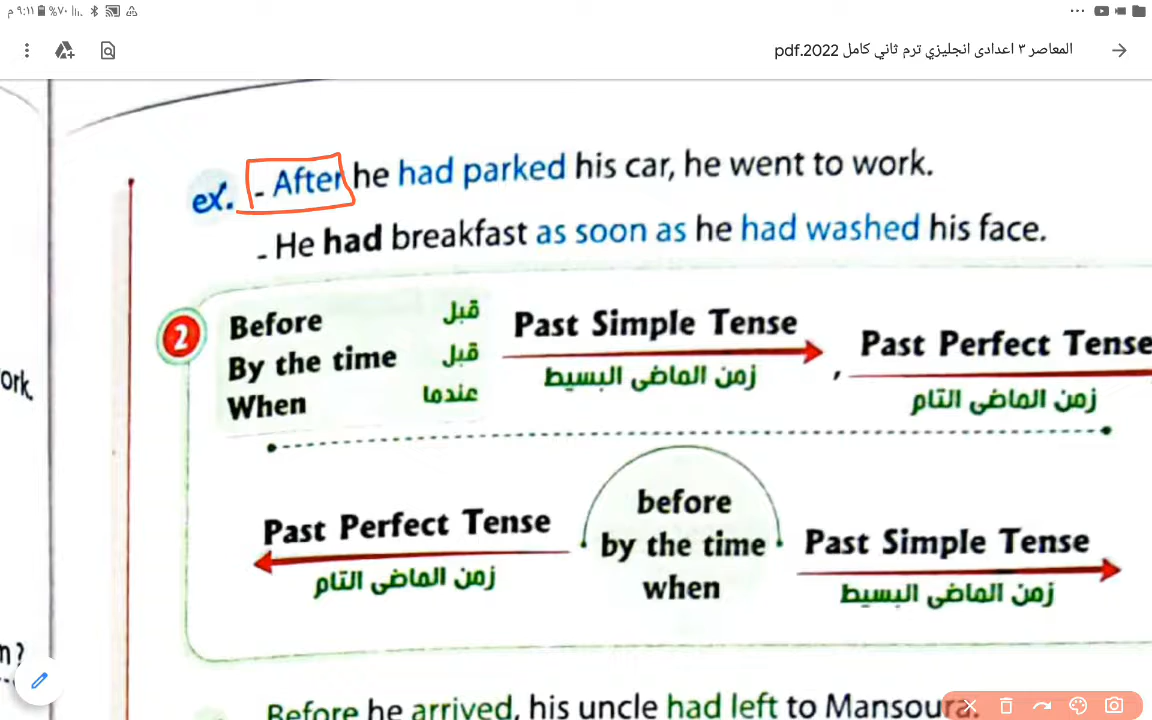 م ٩:١١ %٧٠
المعاصر ٣ اعدادى انجليزي ترم ثاني كامل 2022.pdf
ex. - After he had parked his car, he went to work.
- He had breakfast as soon as he had washed his face.
2 Before قبل Past Simple Tense , Past Perfect Tense
By the time قبل زمن الماضى البسيط زمن الماضى التام
When عندما
ork.
Past Perfect Tense before Past Simple Tense
زمن الماضى التام by the time زمن الماضى البسيط
when
Before he arrived, his uncle had left to Mansoura.